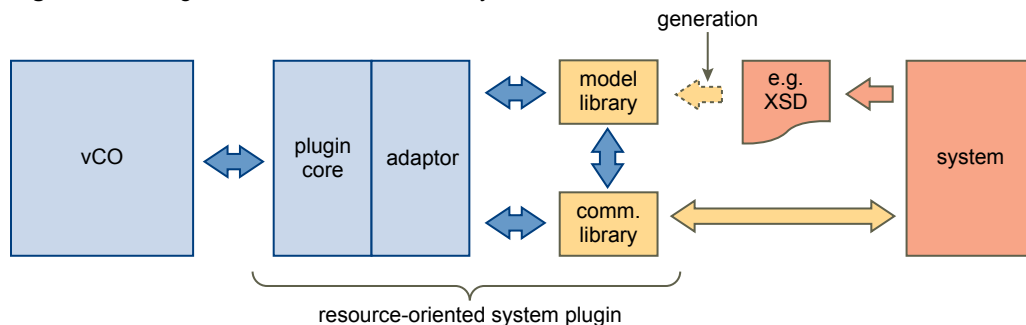 generation
vCO
plugin
core
adaptor
model
library
e.g.
XSD
system
comm.
library
resource-oriented system plugin